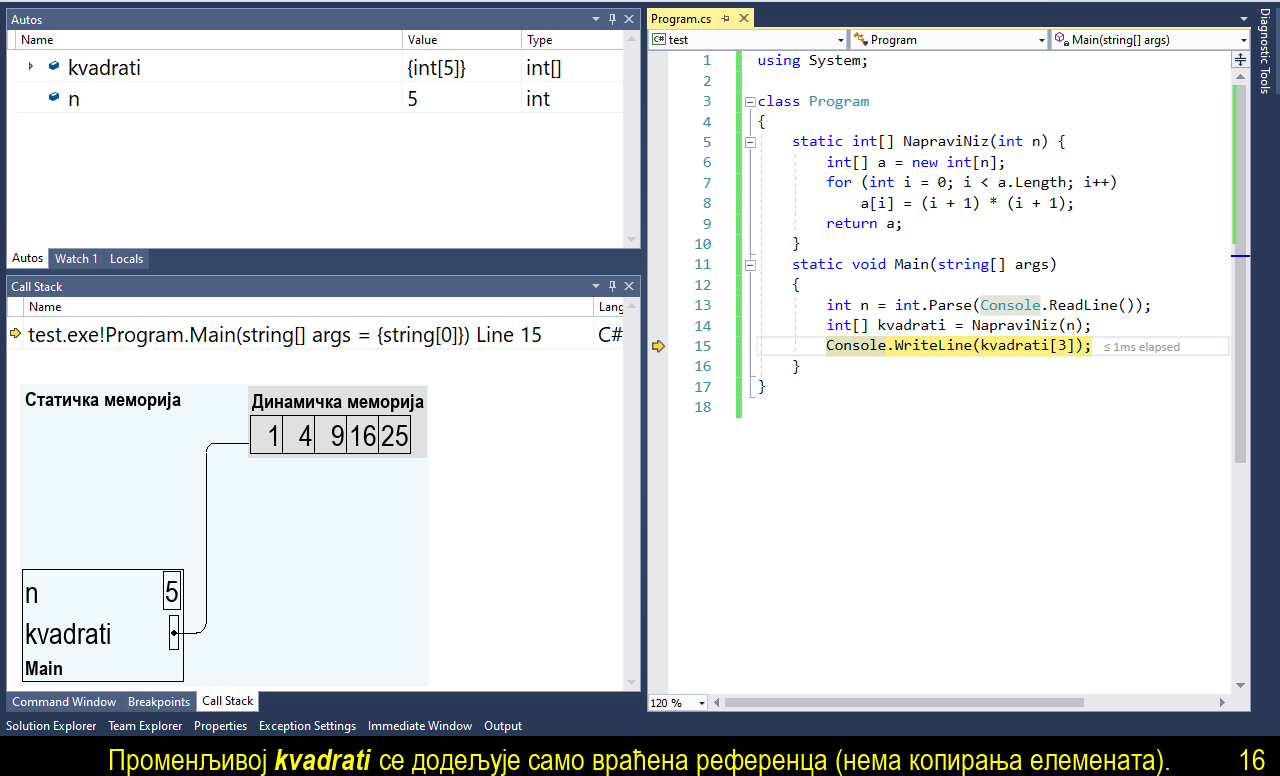 Autos
Name Value Type
kvadrati {int[5]} int[]
n 5 int
Autos Watch 1 Locals
Call Stack
Name Lang
test.exe!Program.Main(string[] args = {string[0]}) Line 15 C#
Статичка меморија
Динамичка меморија
1 4 9 16 25
n 5
kvadrati
Main
Command Window Breakpoints Call Stack
Solution Explorer Team Explorer Properties Exception Settings Immediate Window Output
Program.cs
C# test Program Main(string[] args)
1 using System;
2
3 class Program
4 {
5 static int[] NapraviNiz(int n) {
6 int[] a = new int[n];
7 for (int i = 0; i < a.Length; i++)
8 a[i] = (i + 1) * (i + 1);
9 return a;
10 }
11 static void Main(string[] args)
12 {
13 int n = int.Parse(Console.ReadLine());
14 int[] kvadrati = NapraviNiz(n);
15 Console.WriteLine(kvadrati[3]); ≤ 1ms elapsed
16 }
17 }
18
120 %
Diagnostic Tools
Променљивој kvadrati се додељује само враћена референца (нема копирања елемената). 16